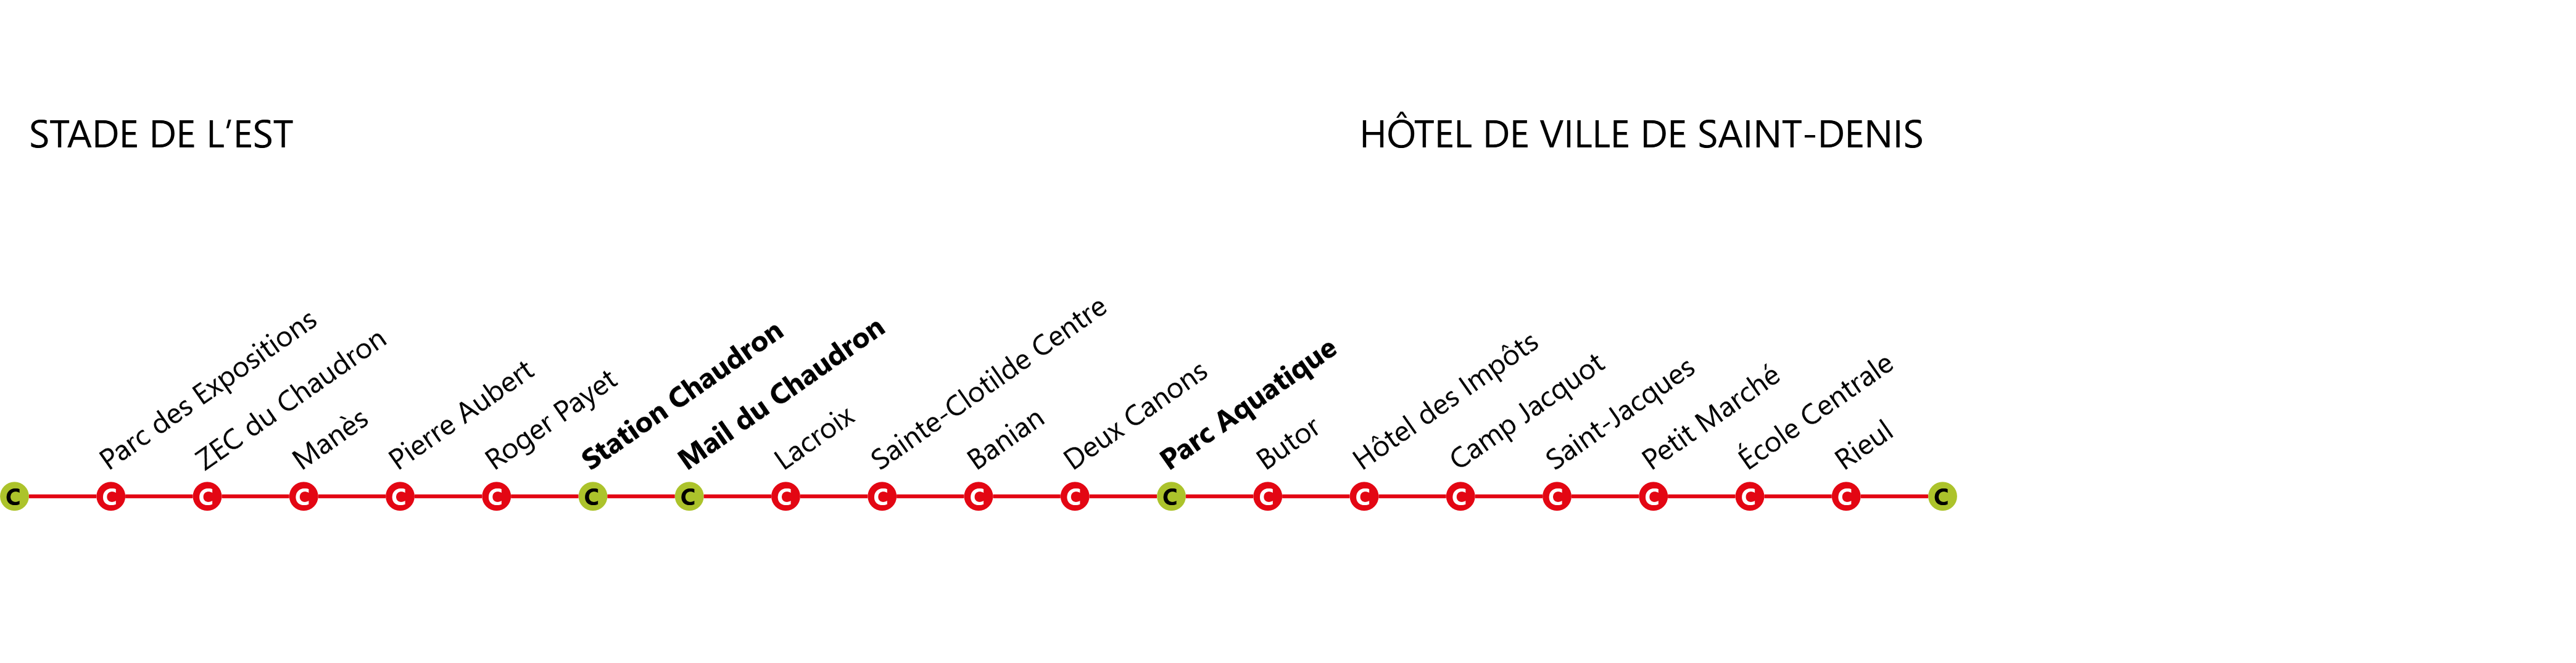 STADE DE L’EST
HÔTEL DE VILLE DE SAINT-DENIS
Parc des Expositions
ZEC du Chaudron
Manès
Pierre Aubert
Roger Payet
Station Chaudron
Mail du Chaudron
Lacroix
Sainte-Clotilde Centre
Banian
Deux Canons
Parc Aquatique
Butor
Hôtel des Impôts
Camp Jacquot
Saint-Jacques
Petit Marché
École Centrale
Rieul
C C C C C C C C C C C C C C C C C C C C C